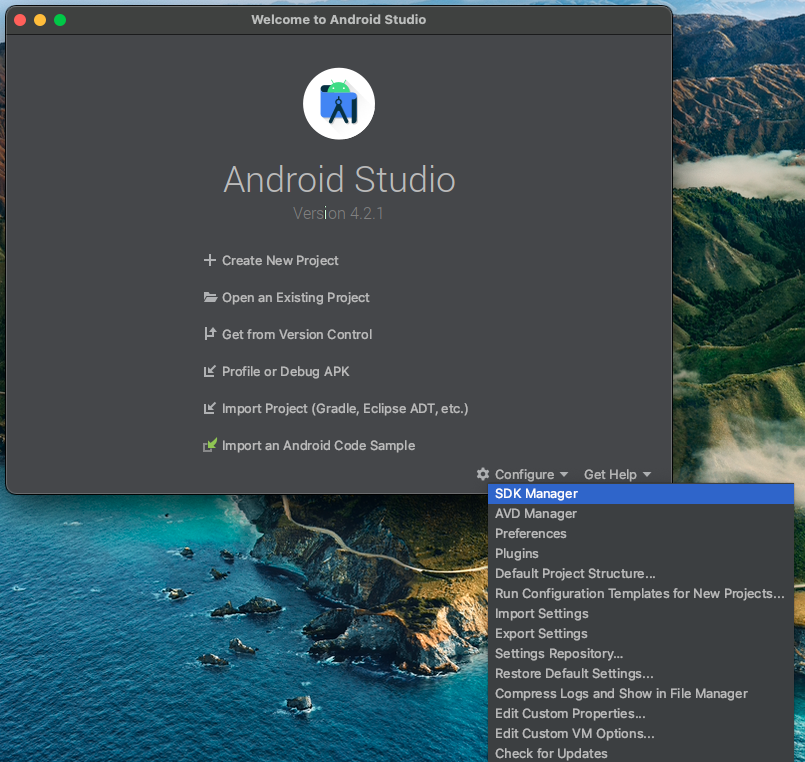 Welcome to Android Studio
Android Studio
Version 4.2.1
Create New Project
Open an Existing Project
Get from Version Control
Profile or Debug APK
Import Project (Gradle, Eclipse ADT, etc.)
Import an Android Code Sample
Configure Get Help
SDK Manager
AVD Manager
Preferences
Plugins
Default Project Structure...
Run Configuration Templates for New Projects...
Import Settings
Export Settings
Settings Repository...
Restore Default Settings...
Compress Logs and Show in File Manager
Edit Custom Properties...
Edit Custom VM Options...
Check for Updates